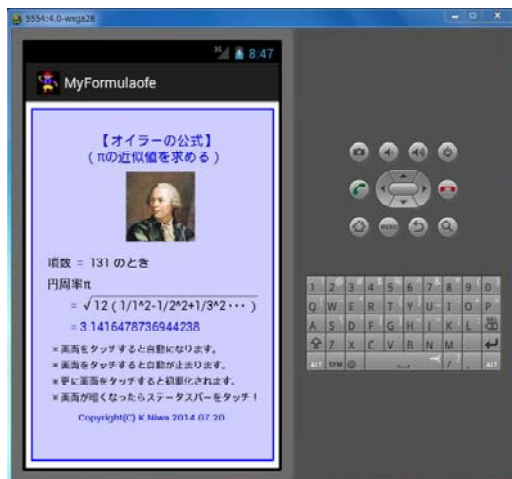 5554:4.0-wxga28
8:47
MyFormulaofe
【オイラーの公式】
(πの近似値を求める)
項数 = 131 のとき
円周率π
= √12 ( 1/1^2-1/2^2+1/3^2・・・ )
= 3.1416478736944238
※画面をタッチすると自動になります。
※画面をタッチすると自動が止まります。
※更に画面をタッチすると初期化されます。
※画面が暗くなったらステータスバーをタッチ!
Copyright(C) K.Niwa 2014.07.20
MENU
1 2 3 4 5 6 7 8 9 0
Q W E R T Y U I O P
A S D F G H J K L DEL
Z X C V B N M .
ALT SYM @ / , ALT